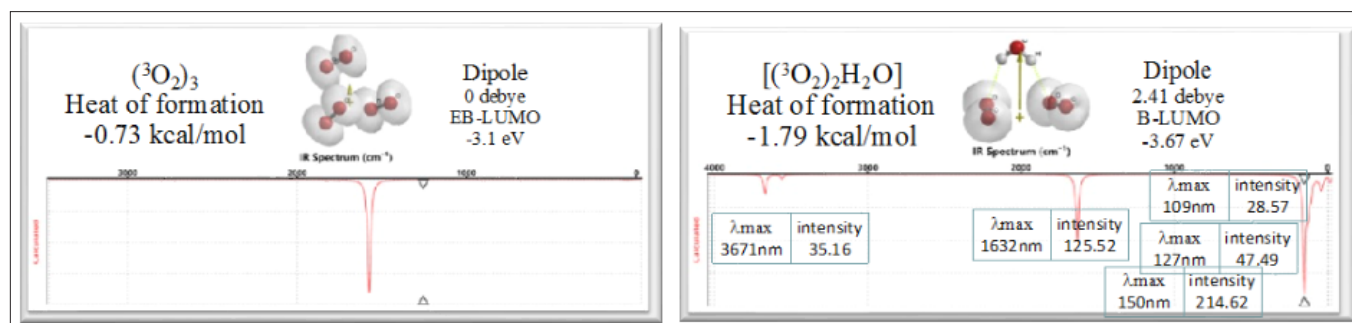 (³O₂)₃
Heat of formation
-0.73 kcal/mol
Dipole
0 debye
EB-LUMO
-3.1 eV
IR Spectrum (cm⁻¹)
2000 1000 0
Calculated
[(³O₂)₂H₂O]
Heat of formation
-1.79 kcal/mol
Dipole
2.41 debye
B-LUMO
-3.67 eV
IR Spectrum (cm⁻¹)
4000 3000 2000 1000 0
Calculated
λmax intensity
3671nm 35.16
λmax intensity
1632nm 125.52
λmax intensity
109nm 28.57
λmax intensity
127nm 47.49
λmax intensity
150nm 214.62